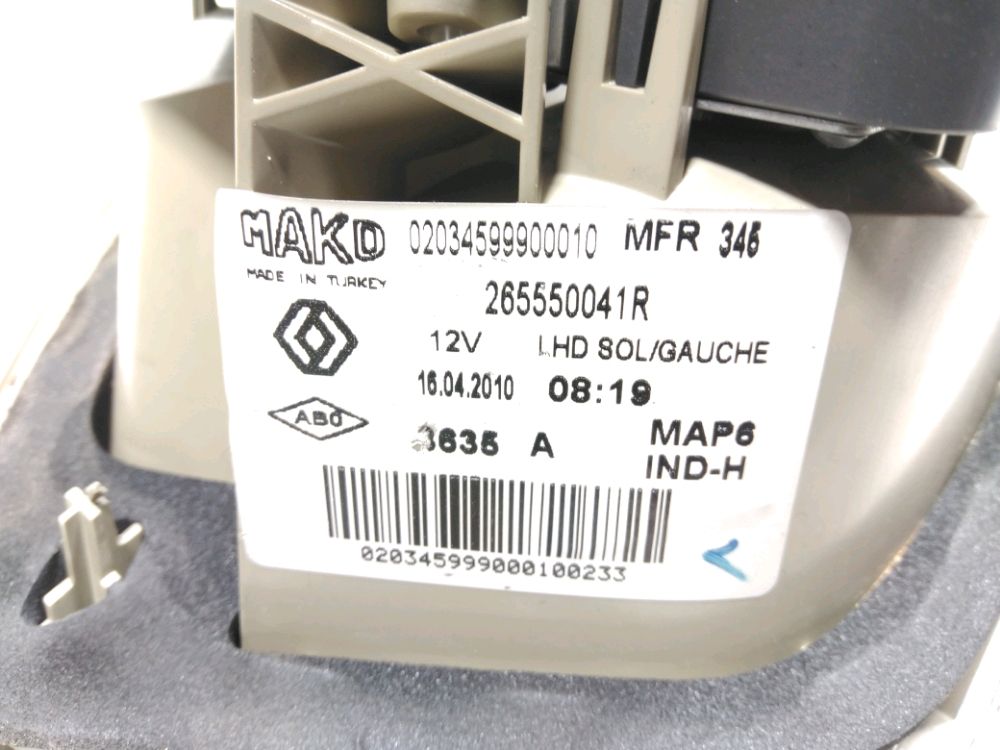 MAKO 02034599900010 MFR 345
MADE IN TURKEY
265550041R
12V LHD SOL/GAUCHE
16.04.2010 08:19
ABO
3635 A MAP6
IND-H
020345999000100233